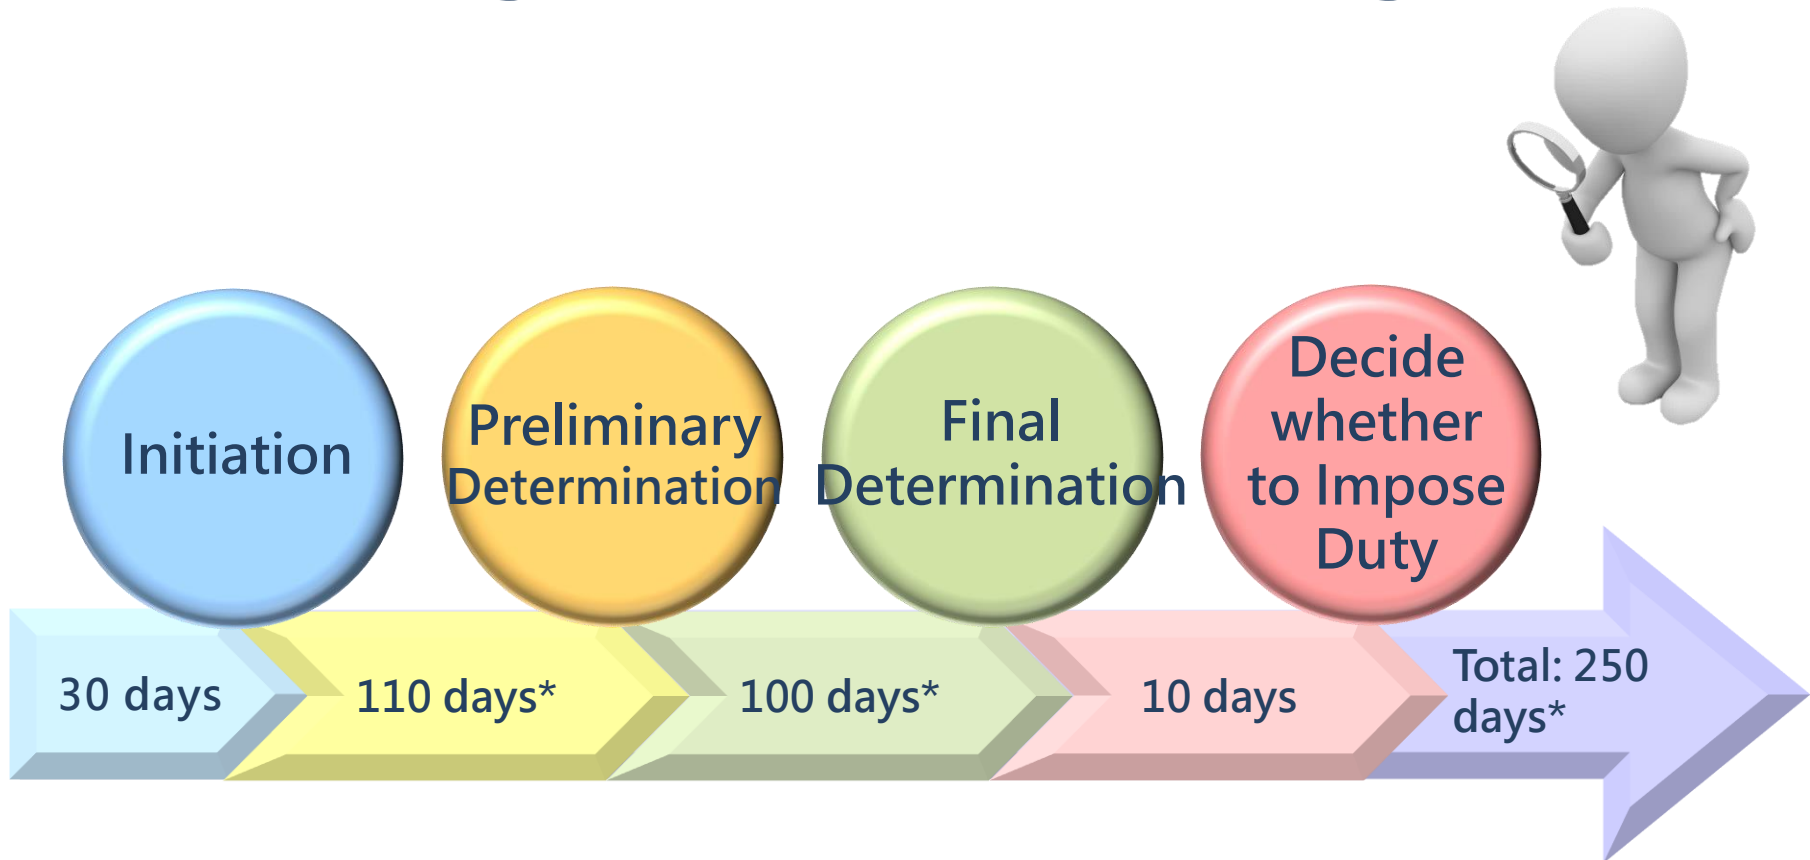 Initiation
Preliminary
Determination
Final
Determination
Decide
whether
to Impose
Duty
30 days
110 days*
100 days*
10 days
Total: 250
days*